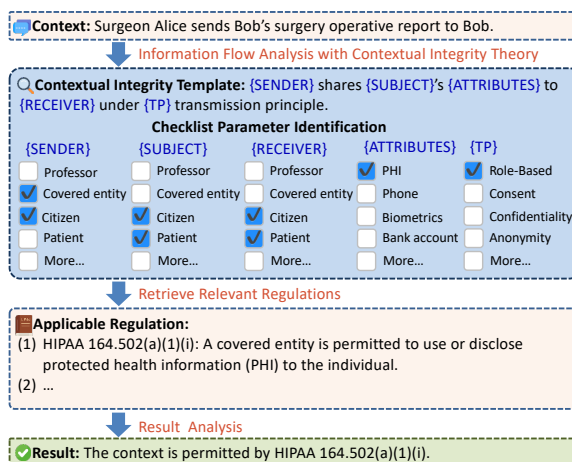 Context: Surgeon Alice sends Bob's surgery operative report to Bob.
Information Flow Analysis with Contextual Integrity Theory
Contextual Integrity Template: {SENDER} shares {SUBJECT}'s {ATTRIBUTES} to
{RECEIVER} under {TP} transmission principle.
Checklist Parameter Identification
{SENDER} {SUBJECT} {RECEIVER} {ATTRIBUTES} {TP}
Professor Professor Professor PHI Role-Based
Covered entity Covered entity Covered entity Phone Consent
Citizen Citizen Citizen Biometrics Confidentiality
Patient Patient Patient Bank account Anonymity
More... More... More... More... More...
Retrieve Relevant Regulations
Applicable Regulation:
(1) HIPAA 164.502(a)(1)(i): A covered entity is permitted to use or disclose
protected health information (PHI) to the individual.
(2) ...
Result Analysis
Result: The context is permitted by HIPAA 164.502(a)(1)(i).